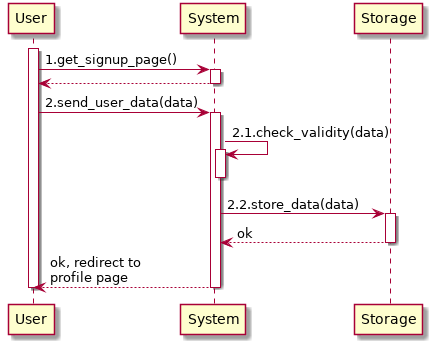 User System Storage
1.get_signup_page()
2.send_user_data(data)
2.1.check_validity(data)
2.2.store_data(data)
ok
ok, redirect to
profile page
User System Storage